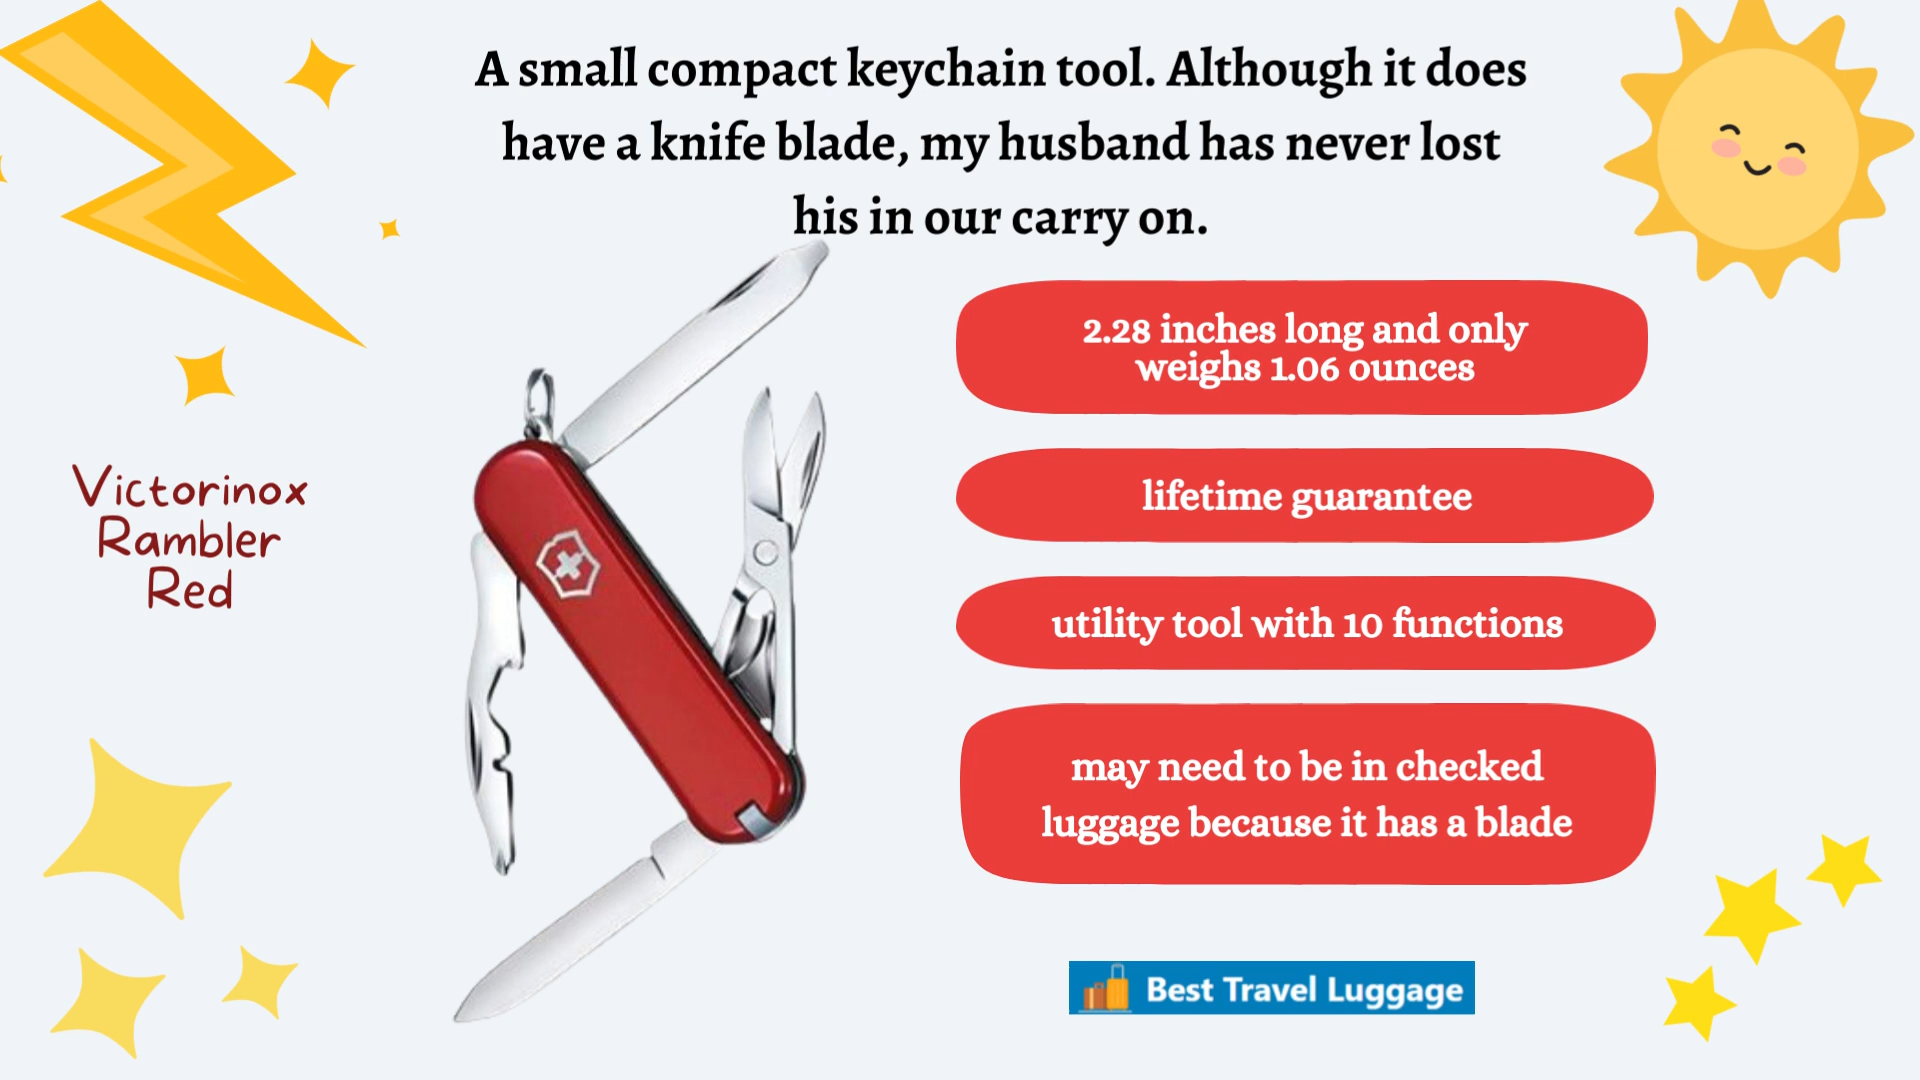 A small compact keychain tool. Although it does
have a knife blade, my husband has never lost
his in our carry on.
2.28 inches long and only
weighs 1.06 ounces
lifetime guarantee
Victorinox
Rambler
Red
utility tool with 10 functions
may need to be in checked
luggage because it has a blade
Best Travel Luggage